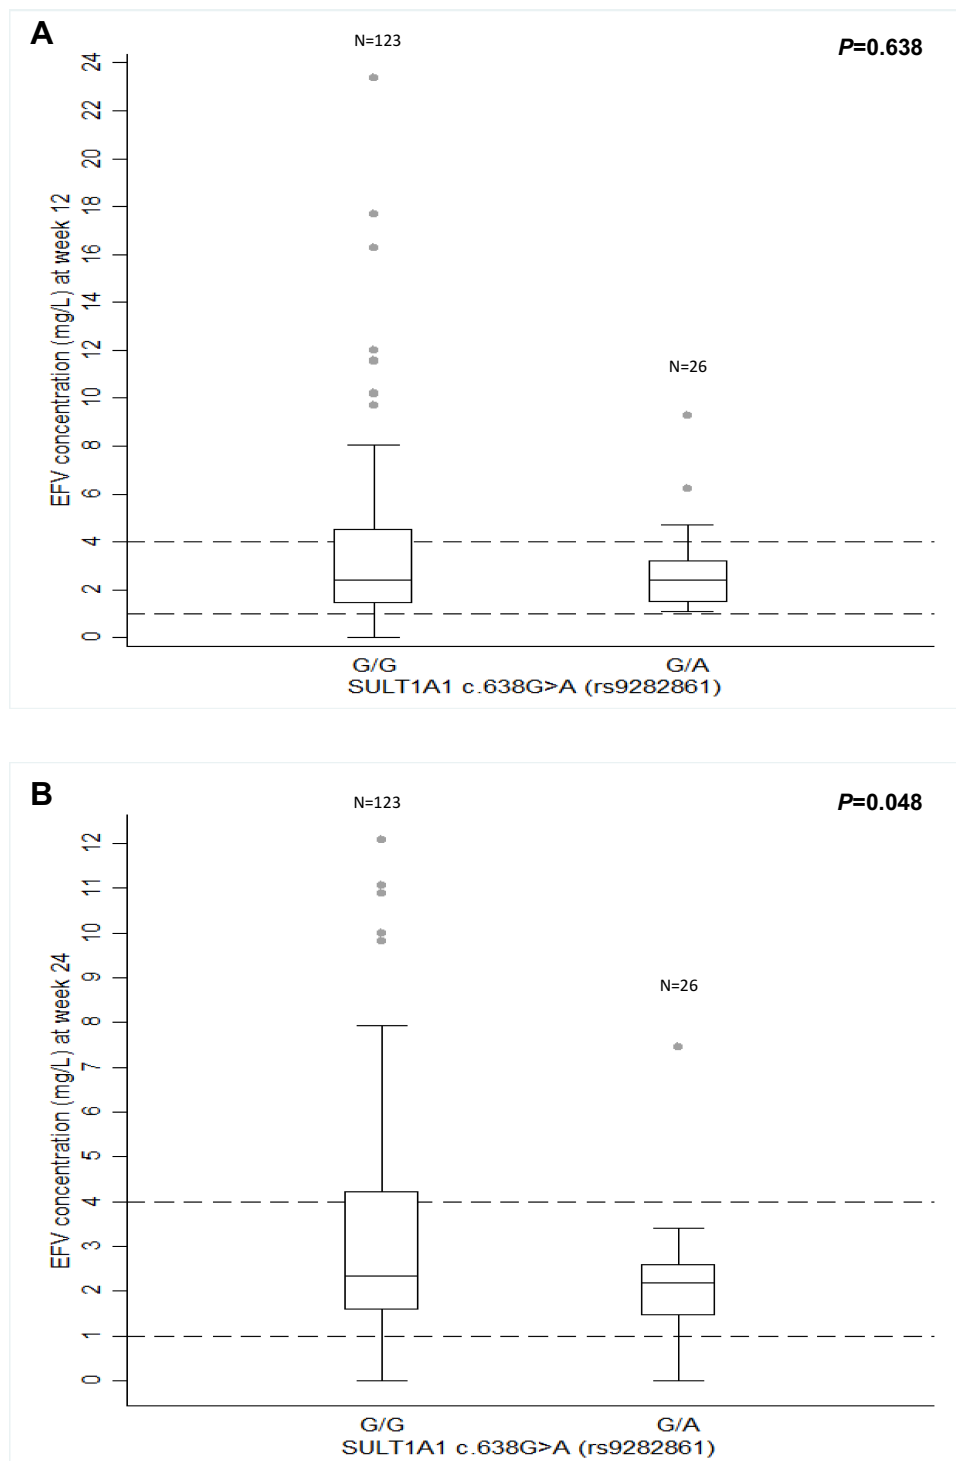 A
N=123
P=0.638
24
22
20
18
16
14
12
10
8
6
4
2
0
EFV concentration (mg/L) at week 12
N=26
G/G
G/A
SULT1A1 c.638G>A (rs9282861)
B
N=123
P=0.048
12
11
10
9
8
7
6
5
4
3
2
1
0
EFV concentration (mg/L) at week 24
N=26
G/G
G/A
SULT1A1 c.638G>A (rs9282861)